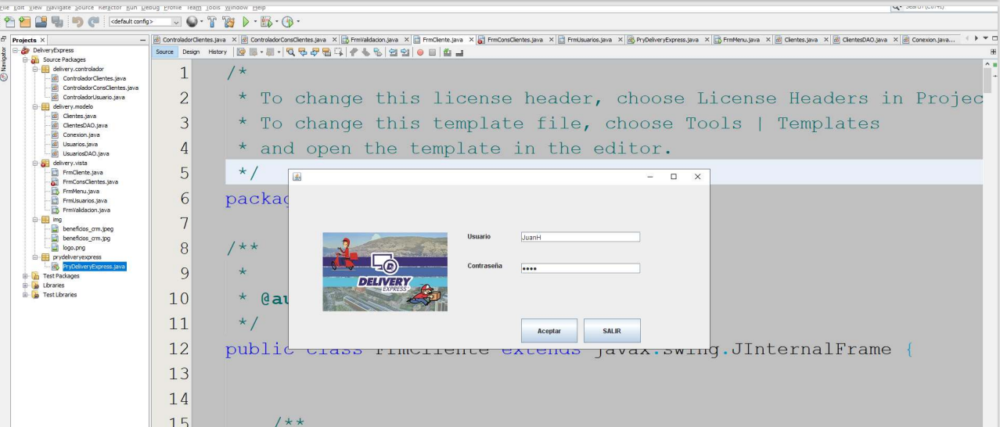 File Edit View Navigate Source Refactor Run Debug Profile Team Tools Window Help
Search (Ctrl+I)
<default config>
Projects
ControladorClientes.java ControladorConsClientes.java FrmValidacion.java FrmCliente.java FrmConsClientes.java FrmUsuarios.java PryDeliveryExpress.java FrmMenu.java Clientes.java ClientesDAO.java Conexion.java...
Navigator
Source Design History
DeliveryExpress
Source Packages
delivery.controlador
ControladorClientes.java
ControladorConsClientes.java
ControladorUsuario.java
delivery.modelo
Clientes.java
ClientesDAO.java
Conexion.java
Usuarios.java
UsuariosDAO.java
delivery.vista
FrmCliente.java
FrmConsClientes.java
FrmMenu.java
FrmUsuarios.java
FrmValidacion.java
img
beneficios_crm.jpeg
beneficios_crm.jpg
logo.png
prydeliveryexpress
PryDeliveryExpress.java
Test Packages
Libraries
Test Libraries
1 /*
2 * To change this license header, choose License Headers in Projec
3 * To change this template file, choose Tools | Templates
4 * and open the template in the editor.
5 */
6 packag
7
8 /**
9 *
10 * @au
11 */
12 public class FrmCliente extends javax.swing.JInternalFrame {
13
14
15 /**
Usuario JuanH
Contraseña ••••
D
DELIVERY
EXPRESS
Aceptar SALIR